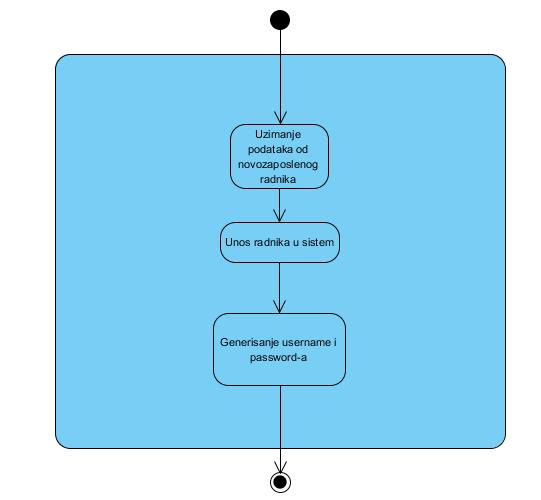 Uzimanje
podataka od
novozaposlenog
radnika
Unos radnika u sistem
Generisanje username i
password-a